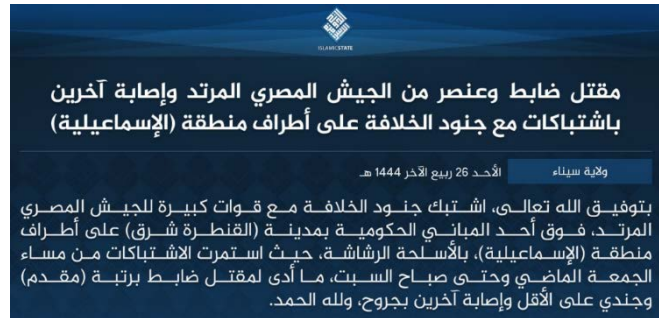 ISLAMICSTATE
مقتل ضابط وعنصر من الجيش المصري المرتد وإصابة آخرين
باشتباكات مع جنود الخلافة على أطراف منطقة (الإسماعيلية)
ولاية سيناء
الأحد 26 ربيع الآخر 1444 هـ
بتوفيق الله تعالى، اشتبك جنود الخلافة مع قوات كبيرة للجيش المصري
المرتد، فوق أحد المباني الحكومية بمدينة (القنطرة شرق) على أطراف
منطقة (الإسماعيلية)، بالأسلحة الرشاشة، حيث استمرت الاشتباكات من مساء
الجمعة الماضي وحتى صباح السبت، ما أدى لمقتل ضابط برتبة (مقدم)
وجندي على الأقل وإصابة آخرين بجروح، ولله الحمد.